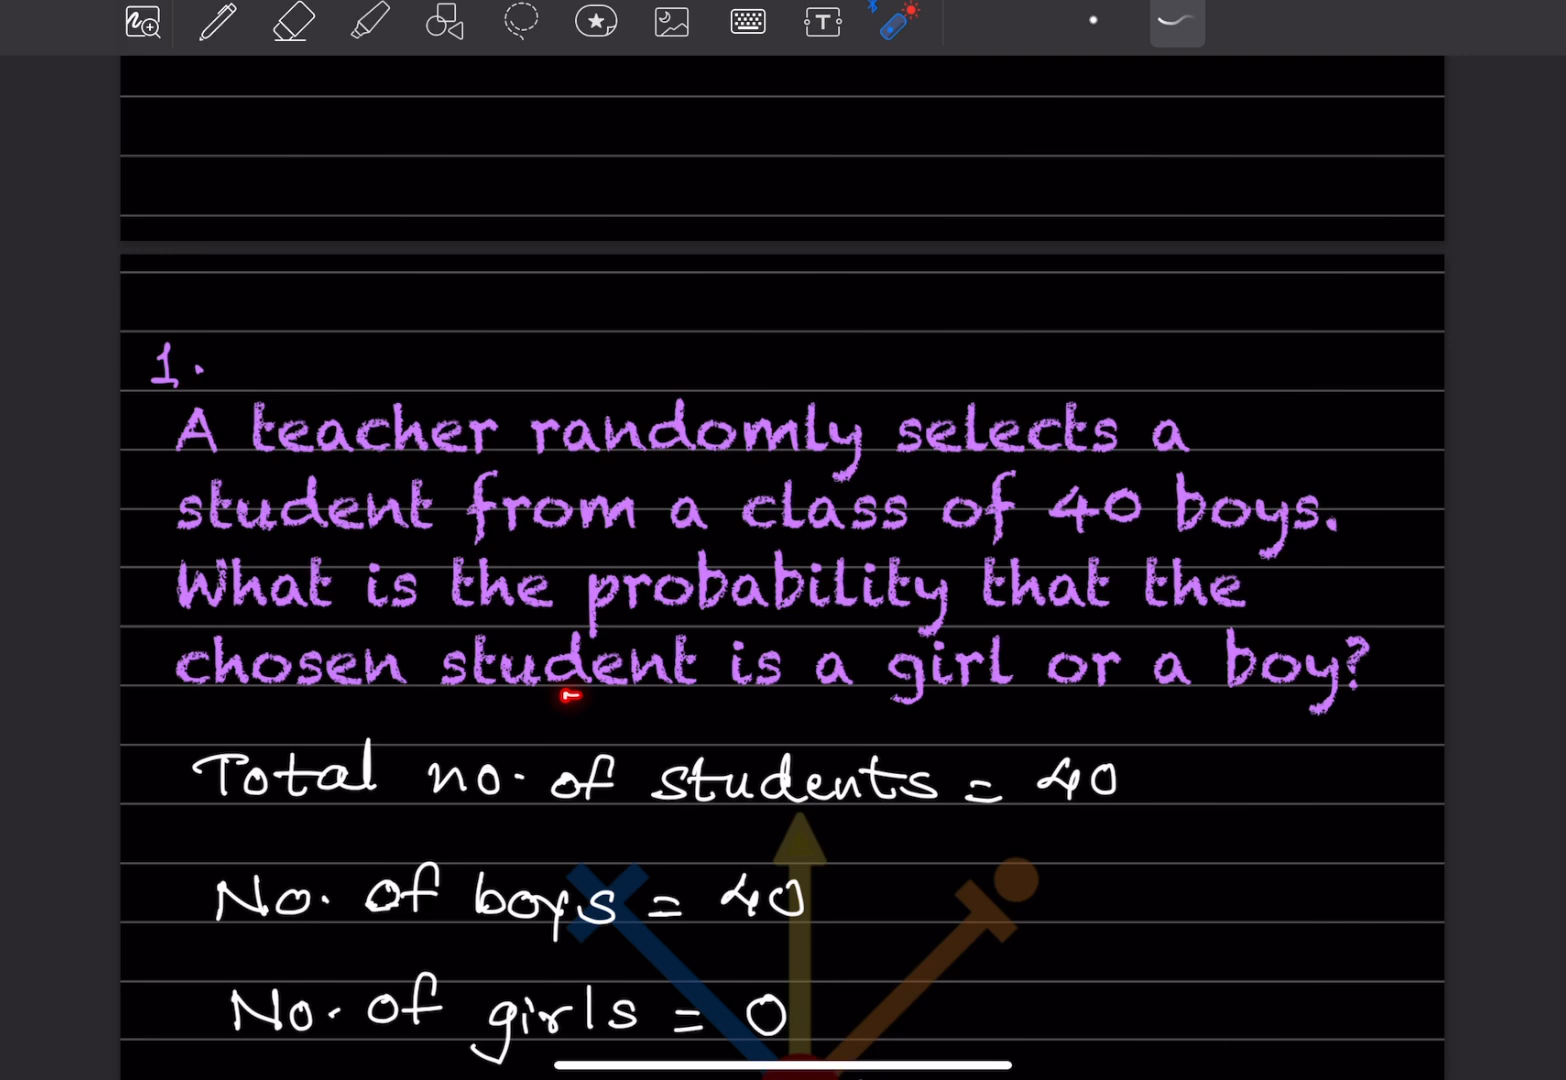 1.
A teacher randomly selects a
student from a class of 40 boys.
What is the probability that the
chosen student is a girl or a boy?
Total no. of students = 40
No. of boys = 40
No. of girls = 0